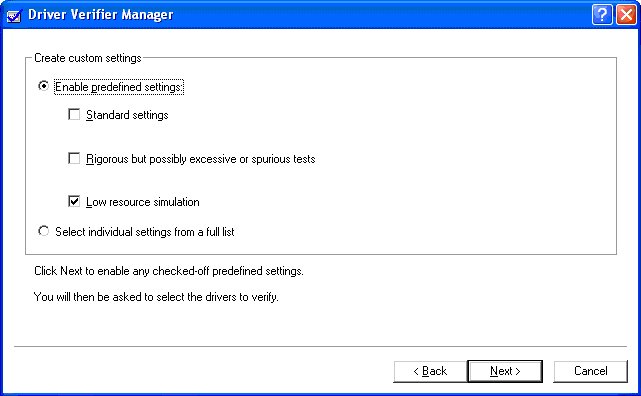 Driver Verifier Manager
Create custom settings
Enable predefined settings:
Standard settings
Rigorous but possibly excessive or spurious tests
Low resource simulation
Select individual settings from a full list
Click Next to enable any checked-off predefined settings.
You will then be asked to select the drivers to verify.
< Back Next > Cancel